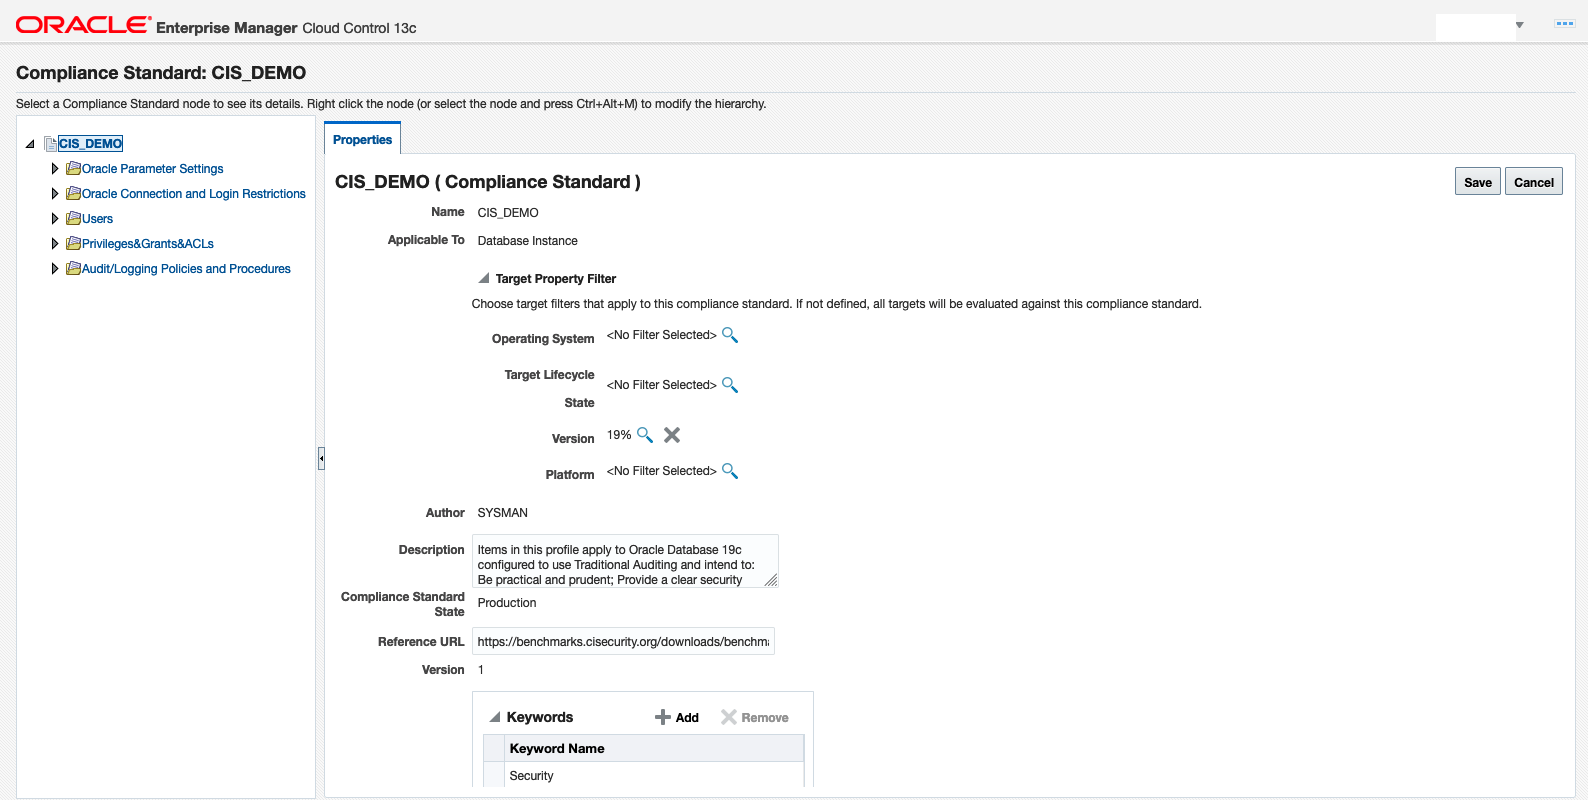 ORACLE Enterprise Manager Cloud Control 13c
Compliance Standard: CIS_DEMO
Select a Compliance Standard node to see its details. Right click the node (or select the node and press Ctrl+Alt+M) to modify the hierarchy.
CIS_DEMO
Oracle Parameter Settings
Oracle Connection and Login Restrictions
Users
Privileges&Grants&ACLs
Audit/Logging Policies and Procedures
Properties
CIS_DEMO ( Compliance Standard )
Save Cancel
Name CIS_DEMO
Applicable To Database Instance
Target Property Filter
Choose target filters that apply to this compliance standard. If not defined, all targets will be evaluated against this compliance standard.
Operating System <No Filter Selected>
Target Lifecycle
State <No Filter Selected>
Version 19%
Platform <No Filter Selected>
Author SYSMAN
Description Items in this profile apply to Oracle Database 19c
configured to use Traditional Auditing and intend to:
Be practical and prudent; Provide a clear security
Compliance Standard
State Production
Reference URL https://benchmarks.cisecurity.org/downloads/benchm
Version 1
Keywords Add Remove
Keyword Name
Security